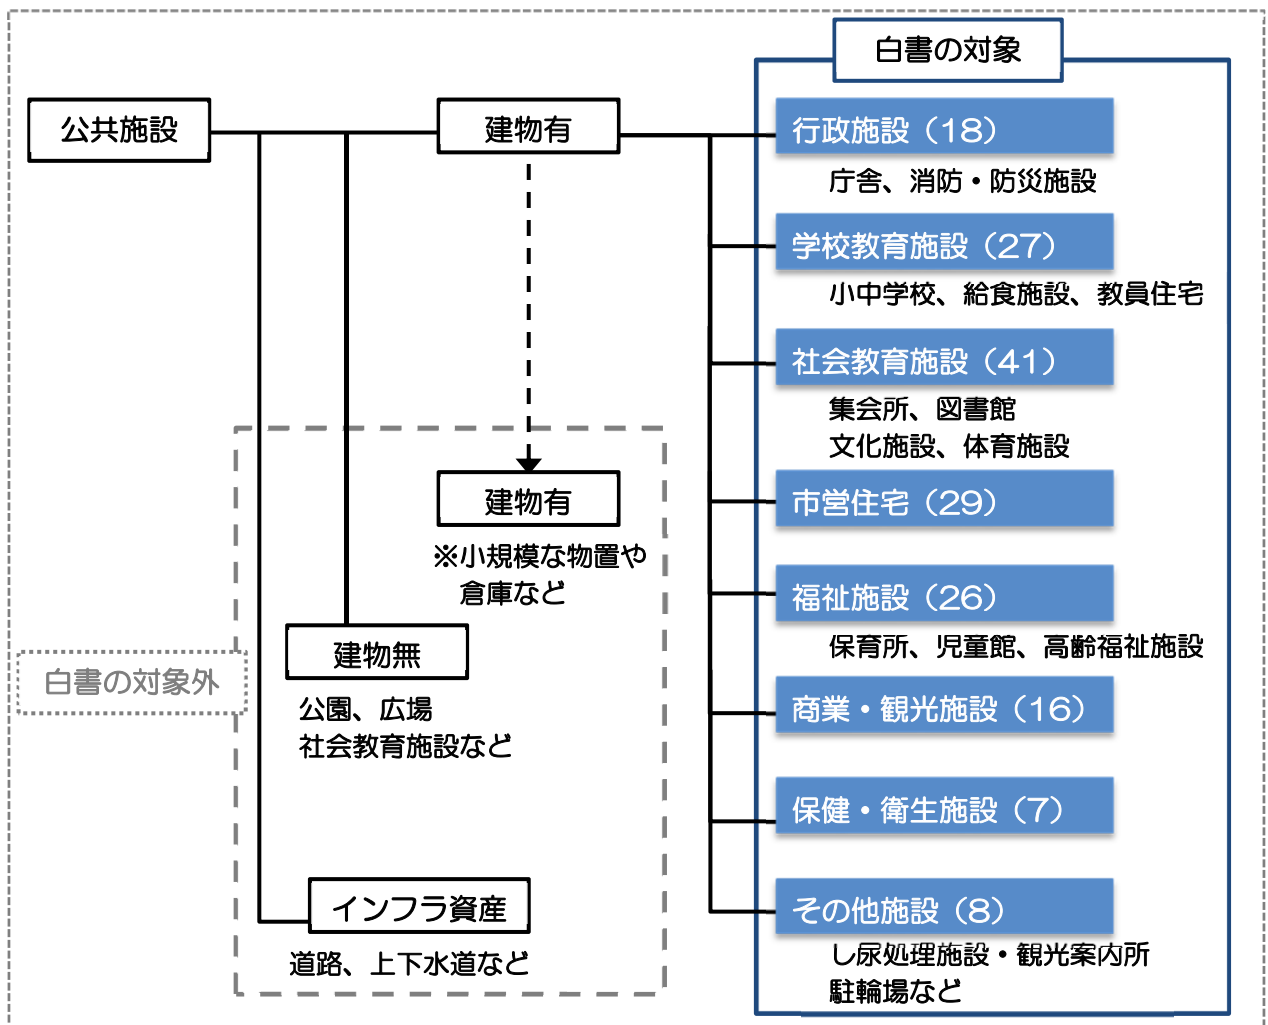 白書の対象
公共施設
建物有
行政施設（18）
庁舎、消防・防災施設
学校教育施設（27）
小中学校、給食施設、教員住宅
社会教育施設（41）
集会所、図書館
文化施設、体育施設
市営住宅（29）
福祉施設（26）
保育所、児童館、高齢福祉施設
商業・観光施設（16）
保健・衛生施設（7）
その他施設（8）
し尿処理施設・観光案内所
駐輪場など
建物有
※小規模な物置や
倉庫など
建物無
公園、広場
社会教育施設など
白書の対象外
インフラ資産
道路、上下水道など